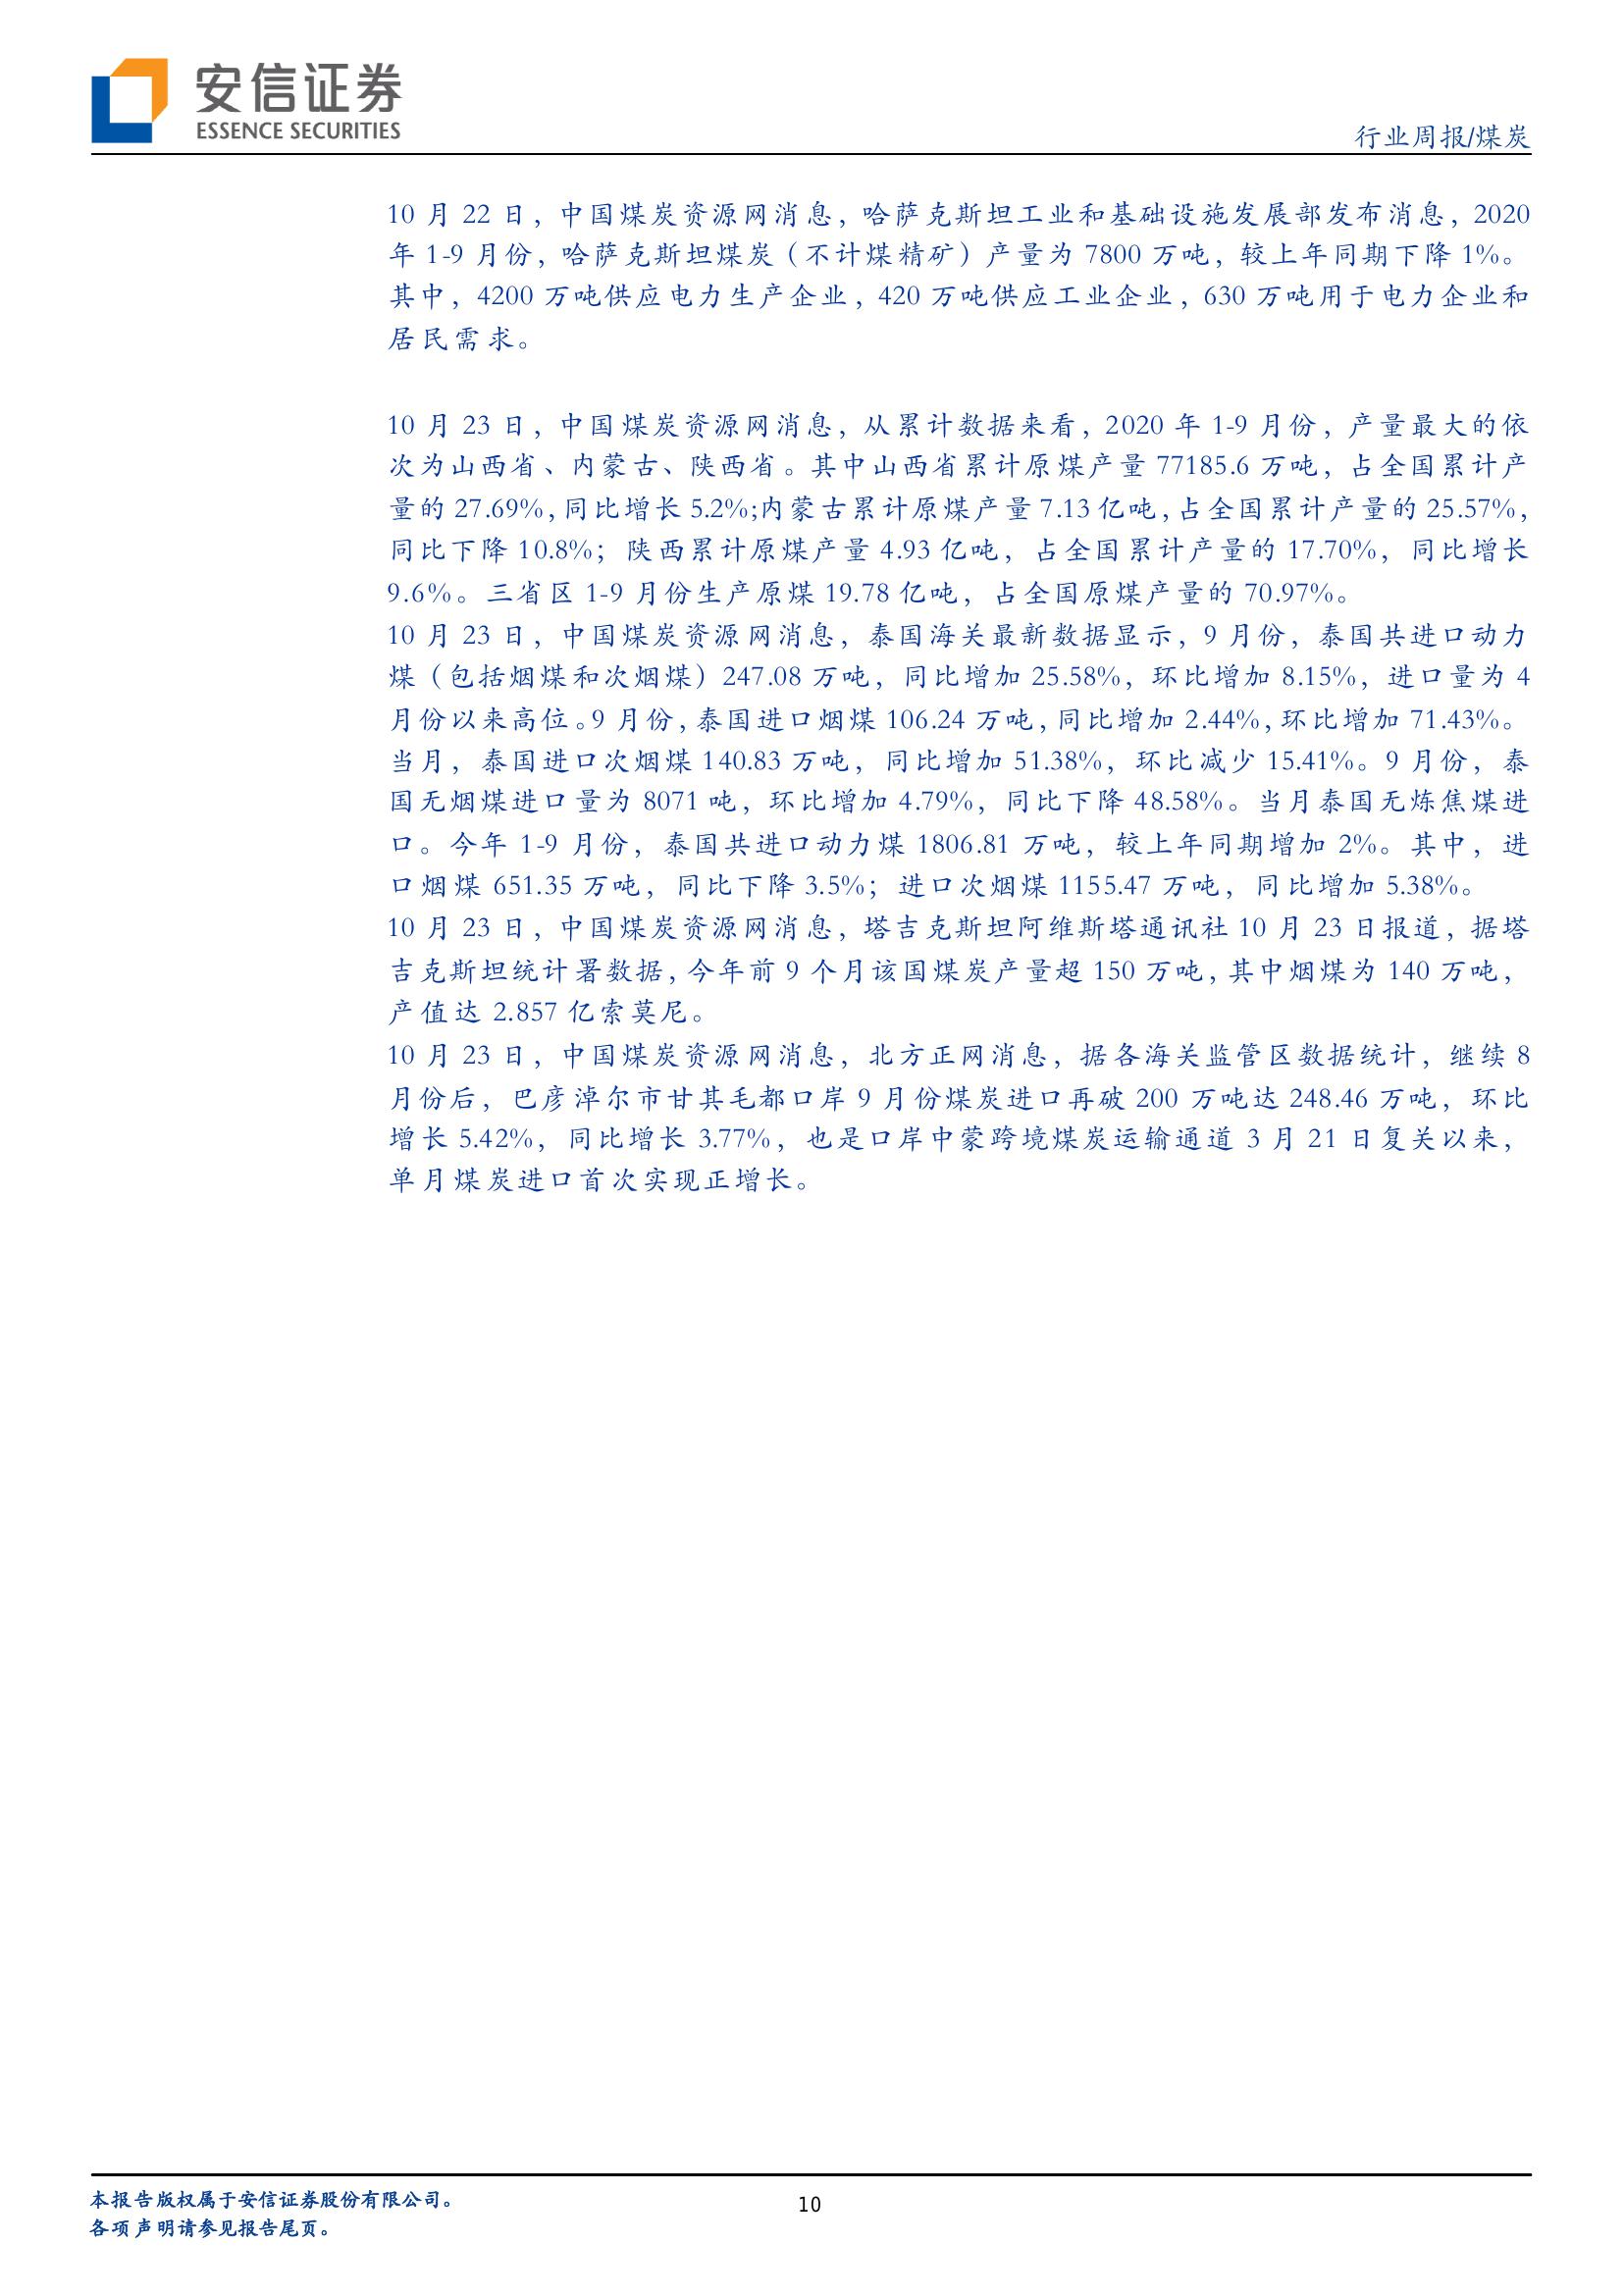 安信证券
ESSENCE SECURITIES
行业周报/煤炭
10 月 22 日，中国煤炭资源网消息，哈萨克斯坦工业和基础设施发展部发布消息，2020
年 1-9 月份，哈萨克斯坦煤炭（不计煤精矿）产量为 7800 万吨，较上年同期下降 1%。
其中，4200 万吨供应电力生产企业，420 万吨供应工业企业，630 万吨用于电力企业和
居民需求。
10 月 23 日，中国煤炭资源网消息，从累计数据来看，2020 年 1-9 月份，产量最大的依
次为山西省、内蒙古、陕西省。其中山西省累计原煤产量 77185.6 万吨，占全国累计产
量的 27.69%，同比增长 5.2%;内蒙古累计原煤产量 7.13 亿吨，占全国累计产量的 25.57%，
同比下降 10.8%；陕西累计原煤产量 4.93 亿吨，占全国累计产量的 17.70%，同比增长
9.6%。三省区 1-9 月份生产原煤 19.78 亿吨，占全国原煤产量的 70.97%。
10 月 23 日，中国煤炭资源网消息，泰国海关最新数据显示，9 月份，泰国共进口动力
煤（包括烟煤和次烟煤）247.08 万吨，同比增加 25.58%，环比增加 8.15%，进口量为 4
月份以来高位。9 月份，泰国进口烟煤 106.24 万吨，同比增加 2.44%，环比增加 71.43%。
当月，泰国进口次烟煤 140.83 万吨，同比增加 51.38%，环比减少 15.41%。9 月份，泰
国无烟煤进口量为 8071 吨，环比增加 4.79%，同比下降 48.58%。当月泰国无炼焦煤进
口。今年 1-9 月份，泰国共进口动力煤 1806.81 万吨，较上年同期增加 2%。其中，进
口烟煤 651.35 万吨，同比下降 3.5%；进口次烟煤 1155.47 万吨，同比增加 5.38%。
10 月 23 日，中国煤炭资源网消息，塔吉克斯坦阿维斯塔通讯社 10 月 23 日报道，据塔
吉克斯坦统计署数据，今年前 9 个月该国煤炭产量超 150 万吨，其中烟煤为 140 万吨，
产值达 2.857 亿索莫尼。
10 月 23 日，中国煤炭资源网消息，北方正网消息，据各海关监管区数据统计，继续 8
月份后，巴彦淖尔市甘其毛都口岸 9 月份煤炭进口再破 200 万吨达 248.46 万吨，环比
增长 5.42%，同比增长 3.77%，也是口岸中蒙跨境煤炭运输通道 3 月 21 日复关以来，
单月煤炭进口首次实现正增长。
本报告版权属于安信证券股份有限公司。
各项声明请参见报告尾页。
10